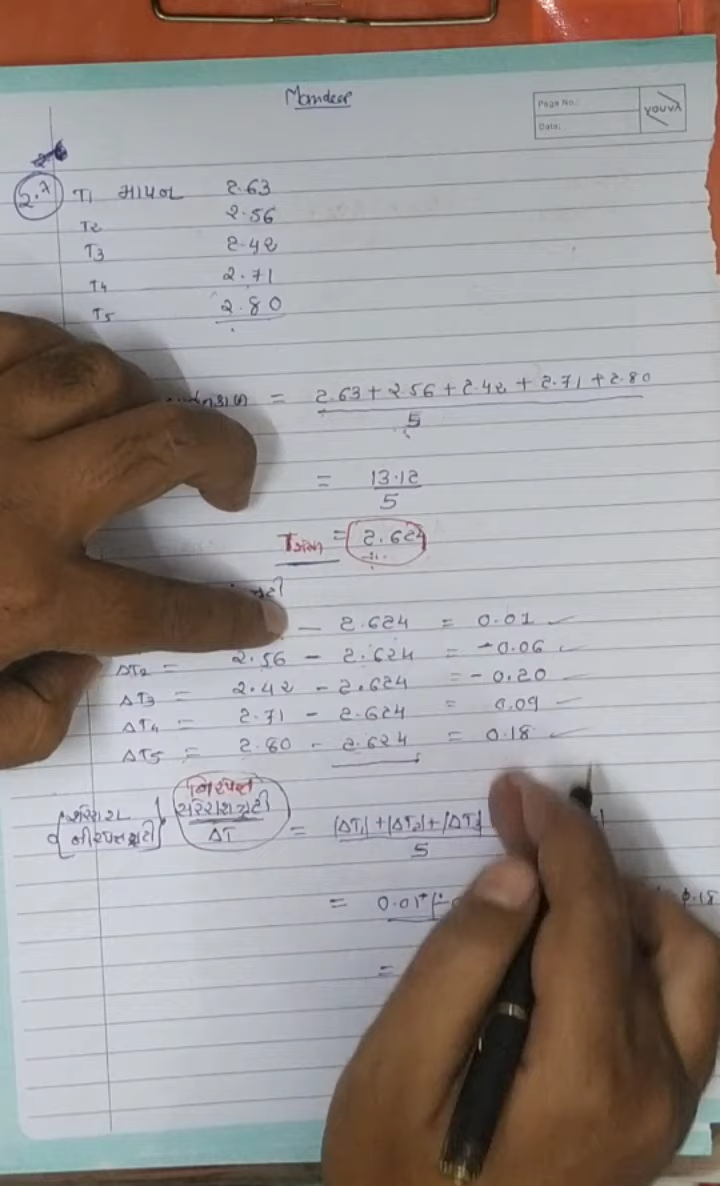 Mandeep
Page No.:
Date:
YOUVA
2.7 T1 मापन 2.63
T2 2.56
T3 2.42
T4 2.71
T5 2.80
= 2.63 + 2.56 + 2.42 + 2.71 + 2.80
5
= 13.12
5
T = 2.624
- 2.624 = 0.01
ΔT2 = 2.56 - 2.624 = -0.06
ΔT3 = 2.42 - 2.624 = -0.20
ΔT4 = 2.71 - 2.624 = 0.09
ΔT5 = 2.80 - 2.624 = 0.18
ΔT = |ΔT1| + |ΔT2| + |ΔT3|
5
= 0.01+ 0.18
=